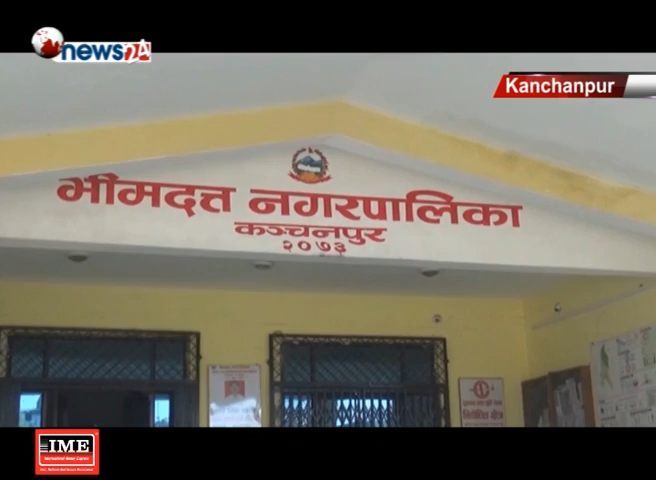 news24
Kanchanpur
भीमदत्त नगरपालिका
कञ्चनपुर
२०७३
निषेधित क्षेत्र
IME